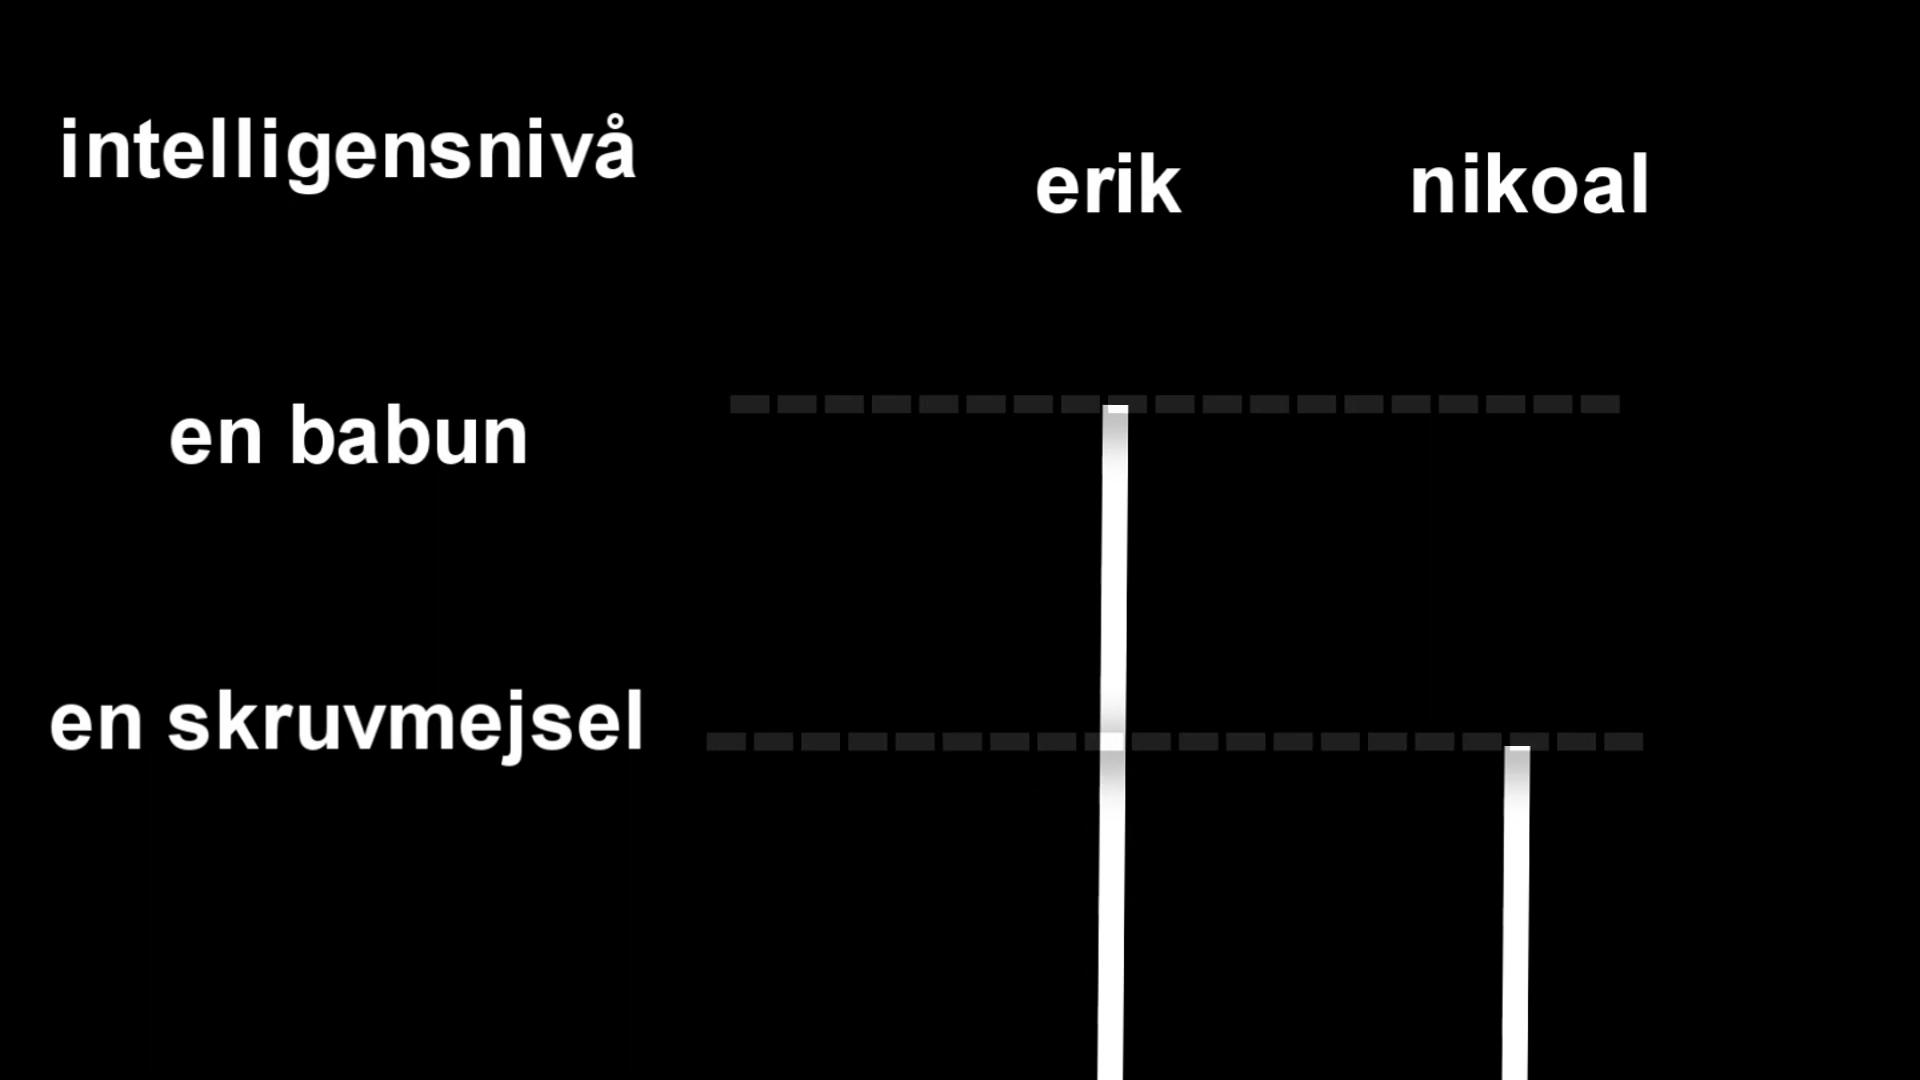 intelligensnivå
erik
nikoal
en babun
en skruvmejsel